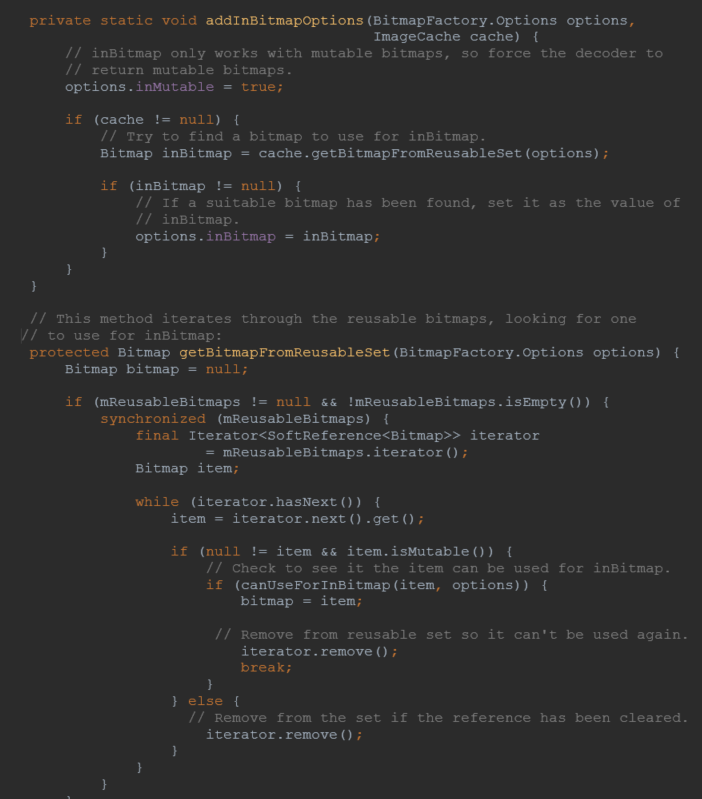 private static void addInBitmapOptions(BitmapFactory.Options options,
ImageCache cache) {
// inBitmap only works with mutable bitmaps, so force the decoder to
// return mutable bitmaps.
options.inMutable = true;
if (cache != null) {
// Try to find a bitmap to use for inBitmap.
Bitmap inBitmap = cache.getBitmapFromReusableSet(options);
if (inBitmap != null) {
// If a suitable bitmap has been found, set it as the value of
// inBitmap.
options.inBitmap = inBitmap;
}
}
}
// This method iterates through the reusable bitmaps, looking for one
// to use for inBitmap:
protected Bitmap getBitmapFromReusableSet(BitmapFactory.Options options) {
Bitmap bitmap = null;
if (mReusableBitmaps != null && !mReusableBitmaps.isEmpty()) {
synchronized (mReusableBitmaps) {
final Iterator<SoftReference<Bitmap>> iterator
= mReusableBitmaps.iterator();
Bitmap item;
while (iterator.hasNext()) {
item = iterator.next().get();
if (null != item && item.isMutable()) {
// Check to see it the item can be used for inBitmap.
if (canUseForInBitmap(item, options)) {
bitmap = item;
// Remove from reusable set so it can't be used again.
iterator.remove();
break;
}
} else {
// Remove from the set if the reference has been cleared.
iterator.remove();
}
}
}
}